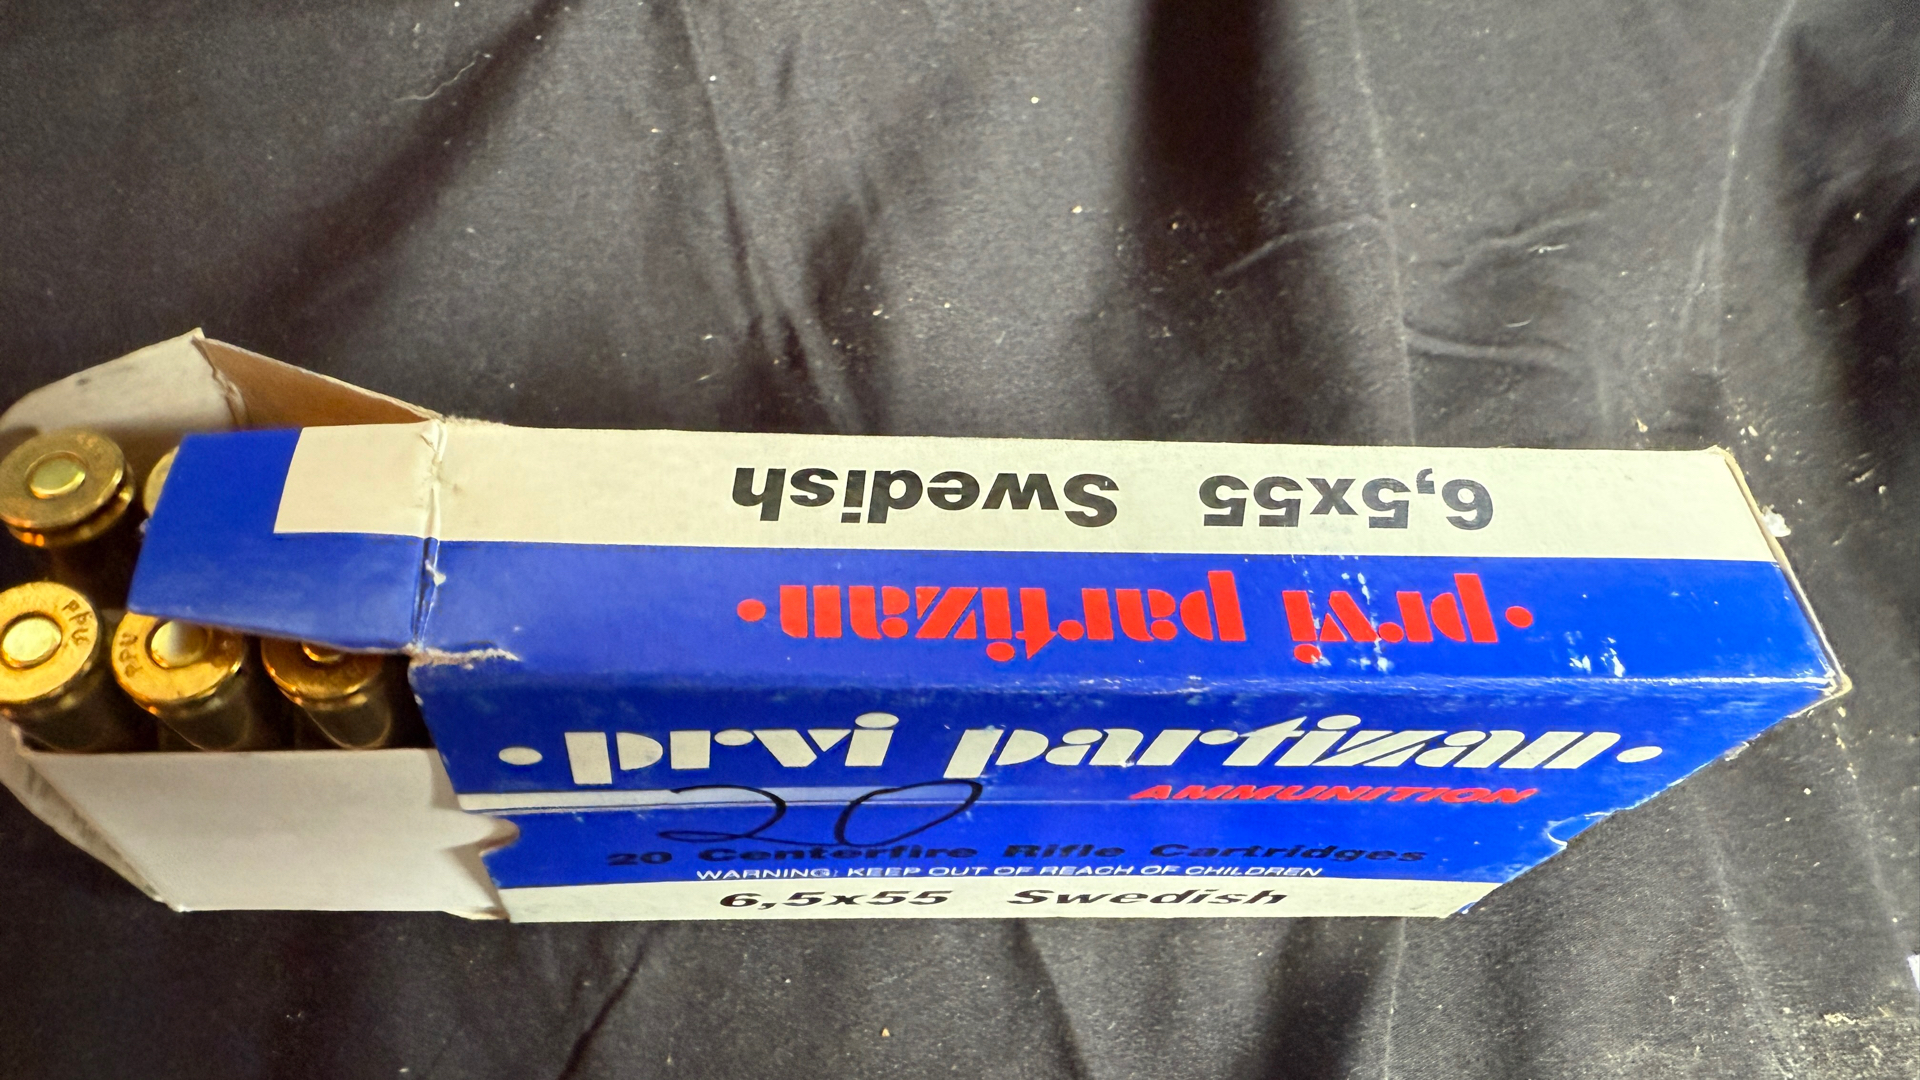 6,5x55 Swedish
·prvi partizan·
·prvi partizan·
AMMUNITION
20
20 Centerfire Rifle Cartridges
WARNING: KEEP OUT OF REACH OF CHILDREN
6,5x55 Swedish
PPU
PPU